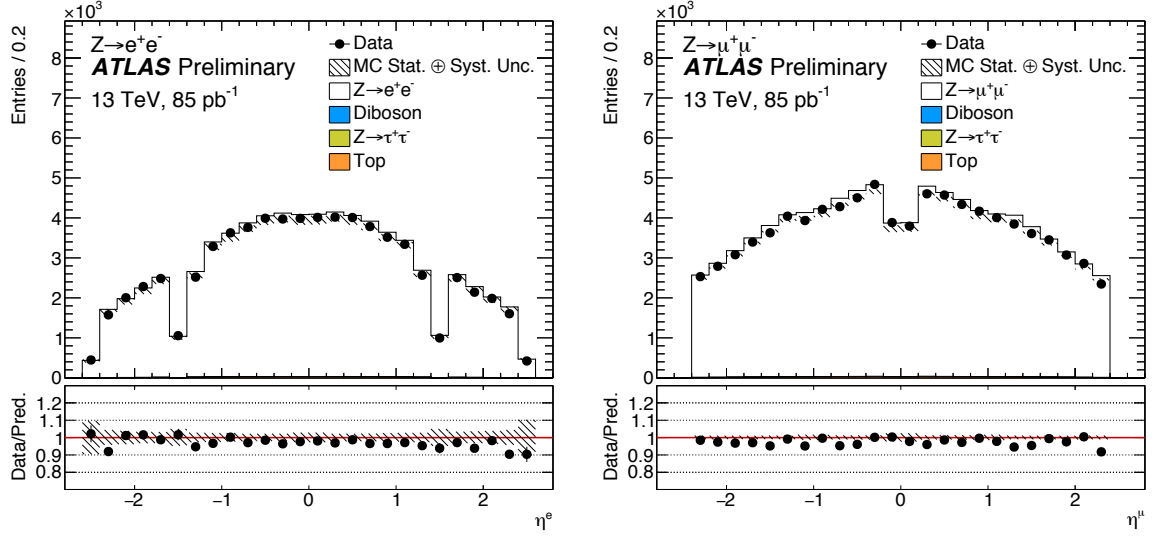 ×10³
Entries / 0.2
8
7
6
5
4
3
2
1
0
Z→e⁺e⁻
ATLAS Preliminary
13 TeV, 85 pb⁻¹
Data
MC Stat. ⊕ Syst. Unc.
Z→e⁺e⁻
Diboson
Z→τ⁺τ⁻
Top
Data/Pred.
1.2
1.1
1
0.9
0.8
−2 −1 0 1 2
ηᵉ
×10³
Entries / 0.2
8
7
6
5
4
3
2
1
0
Z→μ⁺μ⁻
ATLAS Preliminary
13 TeV, 85 pb⁻¹
Data
MC Stat. ⊕ Syst. Unc.
Z→μ⁺μ⁻
Diboson
Z→τ⁺τ⁻
Top
Data/Pred.
1.2
1.1
1
0.9
0.8
−2 −1 0 1 2
η^μ